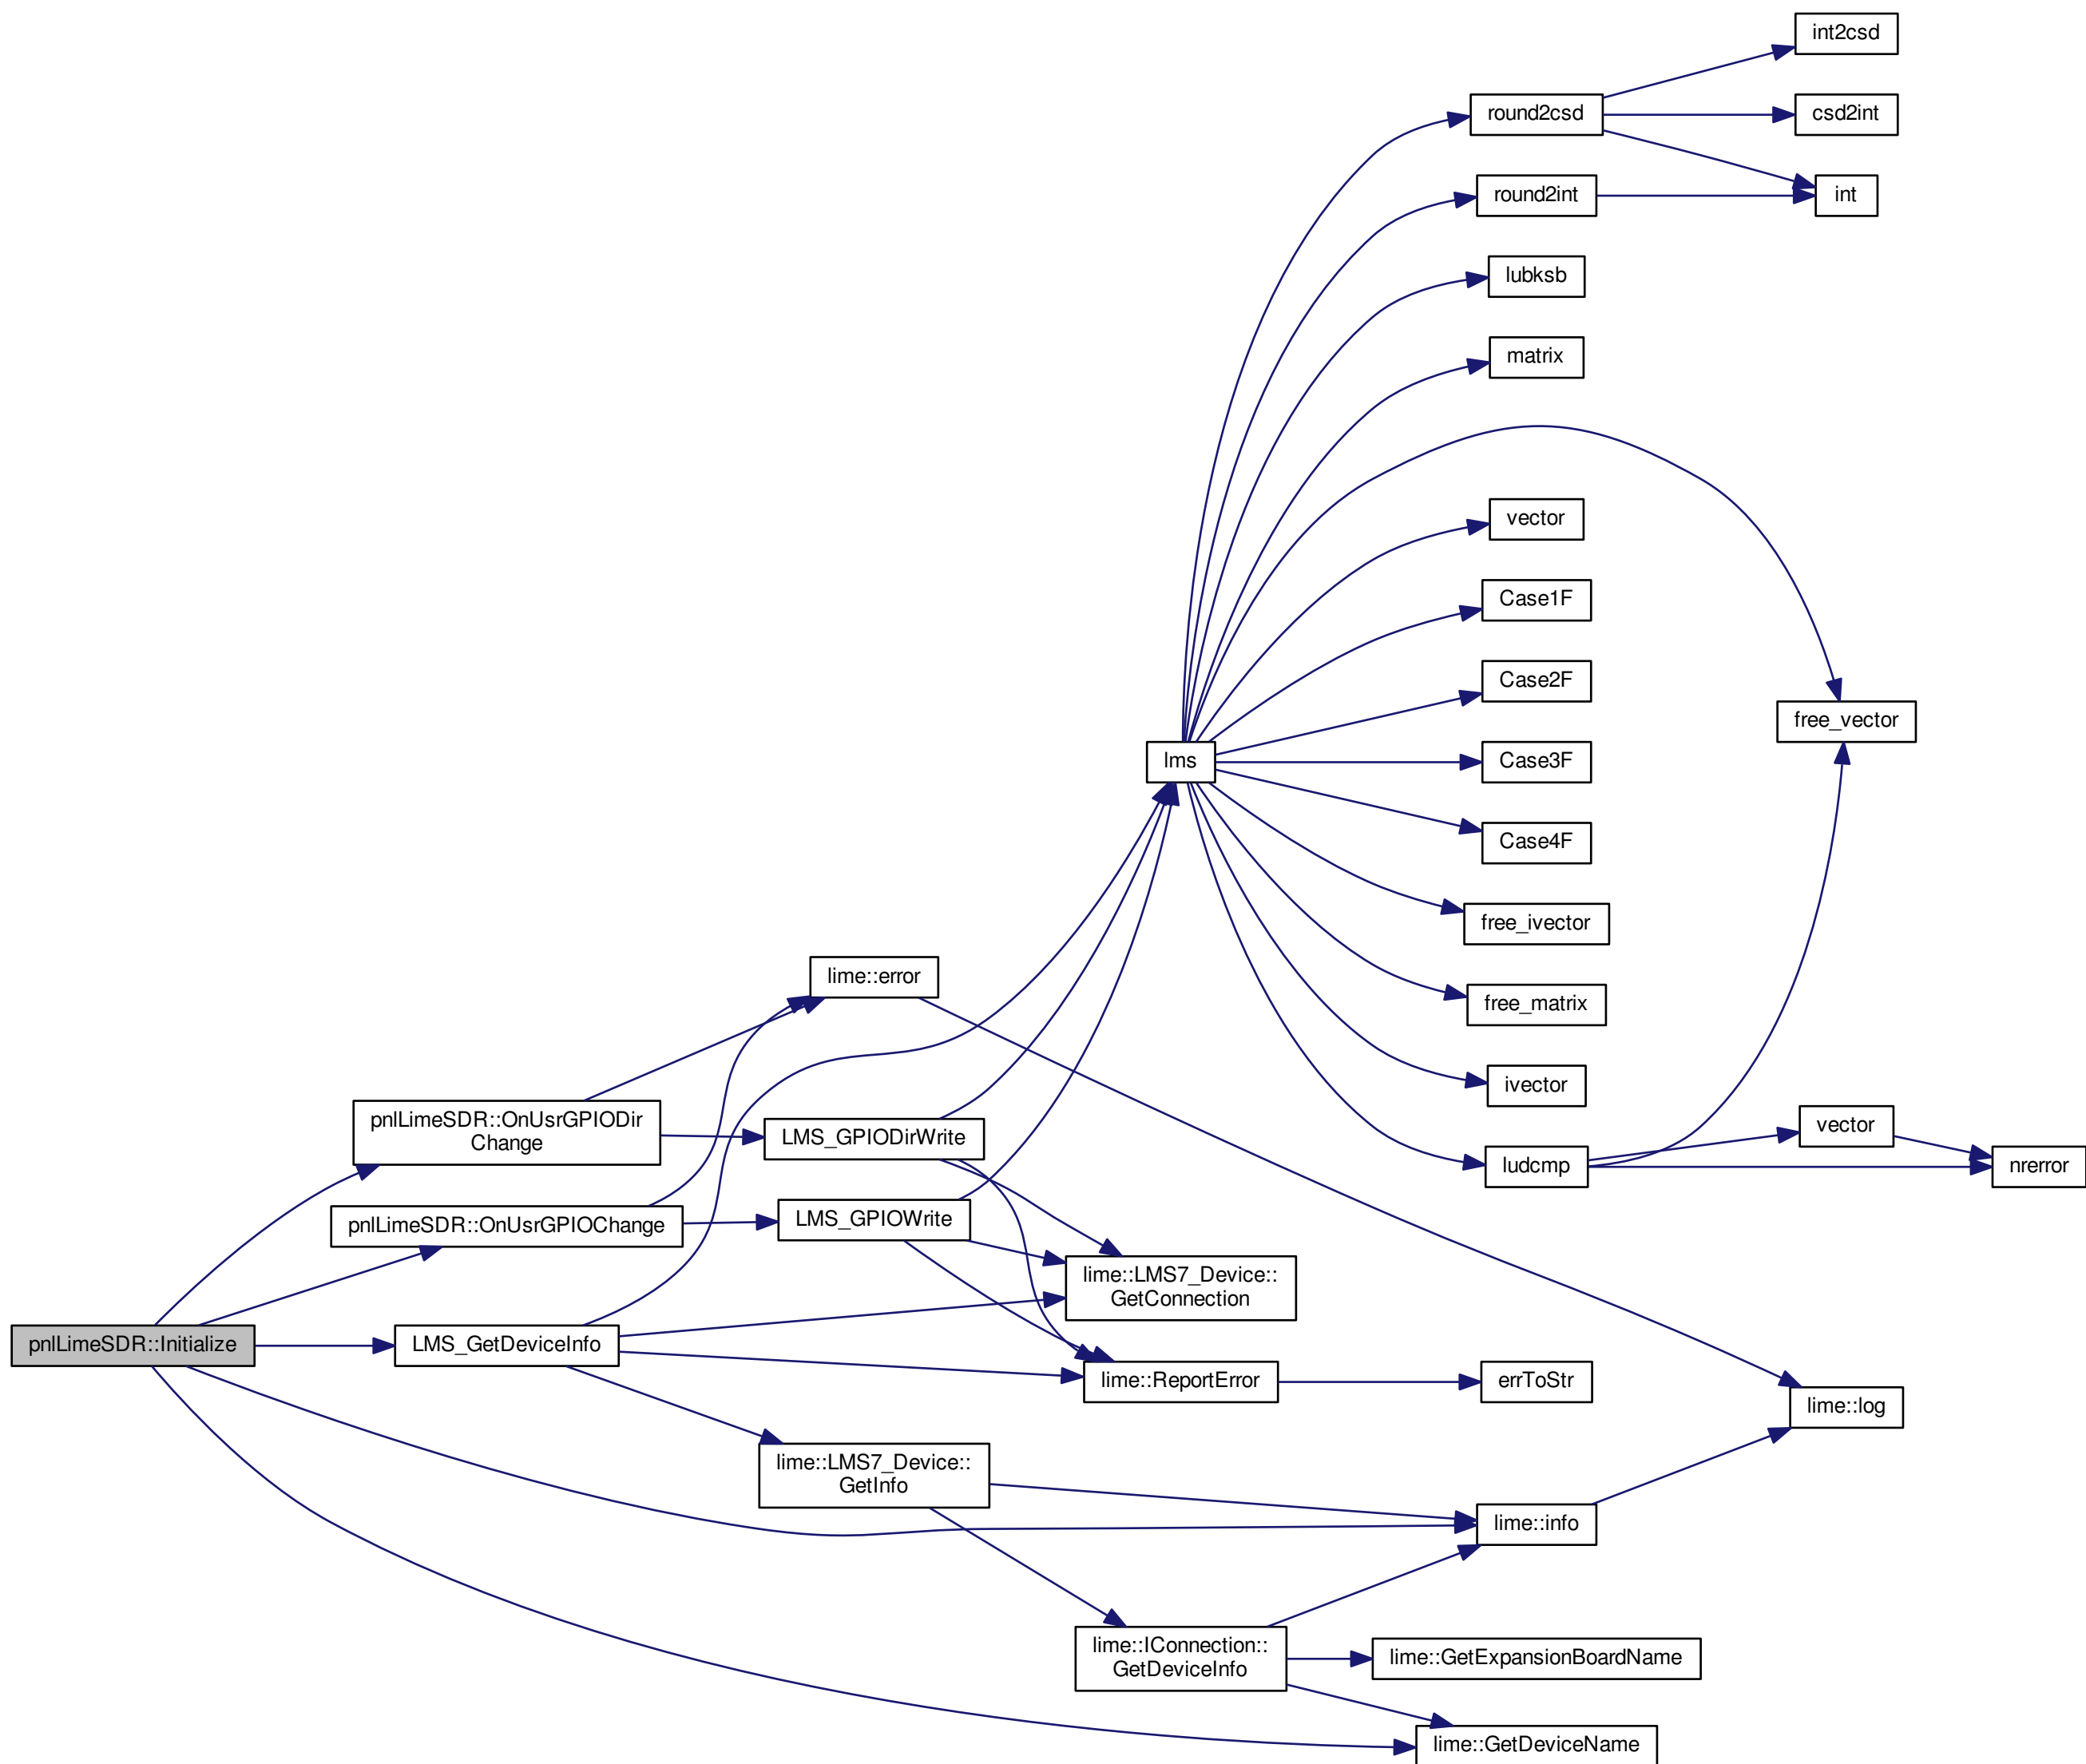 int2csd
round2csd
csd2int
round2int
int
lubksb
matrix
vector
Case1F
Case2F
free_vector
lms
Case3F
Case4F
free_ivector
lime::error
free_matrix
ivector
pnlLimeSDR::OnUsrGPIODir
Change
LMS_GPIODirWrite
vector
ludcmp
nrerror
pnlLimeSDR::OnUsrGPIOChange
LMS_GPIOWrite
lime::LMS7_Device::
GetConnection
pnlLimeSDR::Initialize
LMS_GetDeviceInfo
lime::ReportError
errToStr
lime::log
lime::LMS7_Device::
GetInfo
lime::info
lime::IConnection::
GetDeviceInfo
lime::GetExpansionBoardName
lime::GetDeviceName